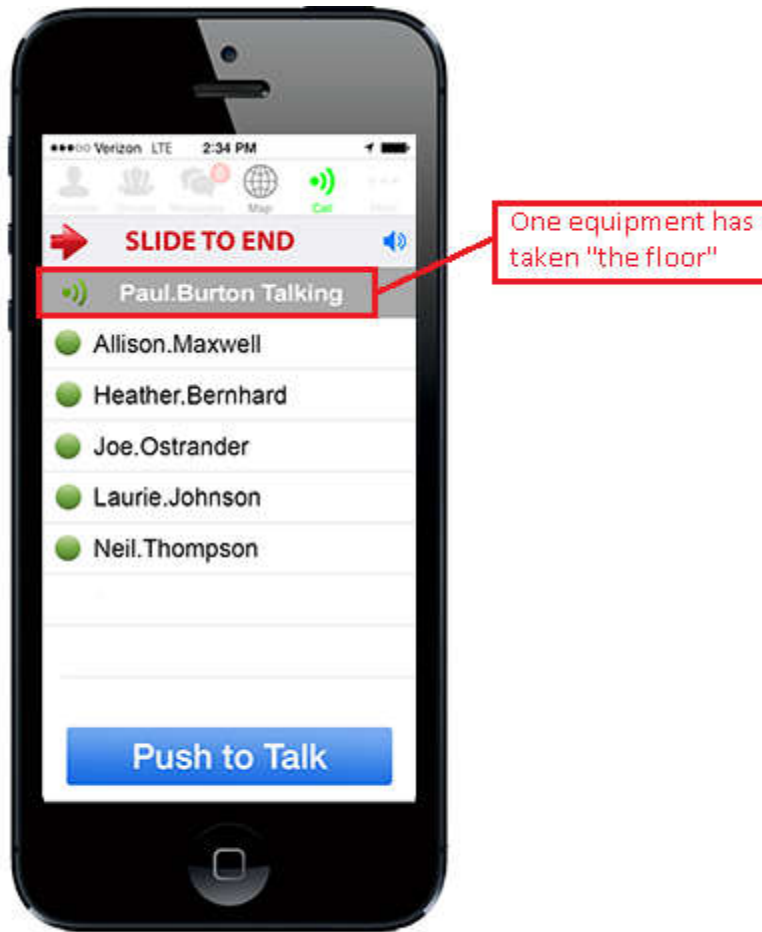 Verizon LTE 2:34 PM
Map Call
SLIDE TO END
Paul.Burton Talking
Allison.Maxwell
Heather.Bernhard
Joe.Ostrander
Laurie.Johnson
Neil.Thompson
Push to Talk
One equipment has
taken "the floor"